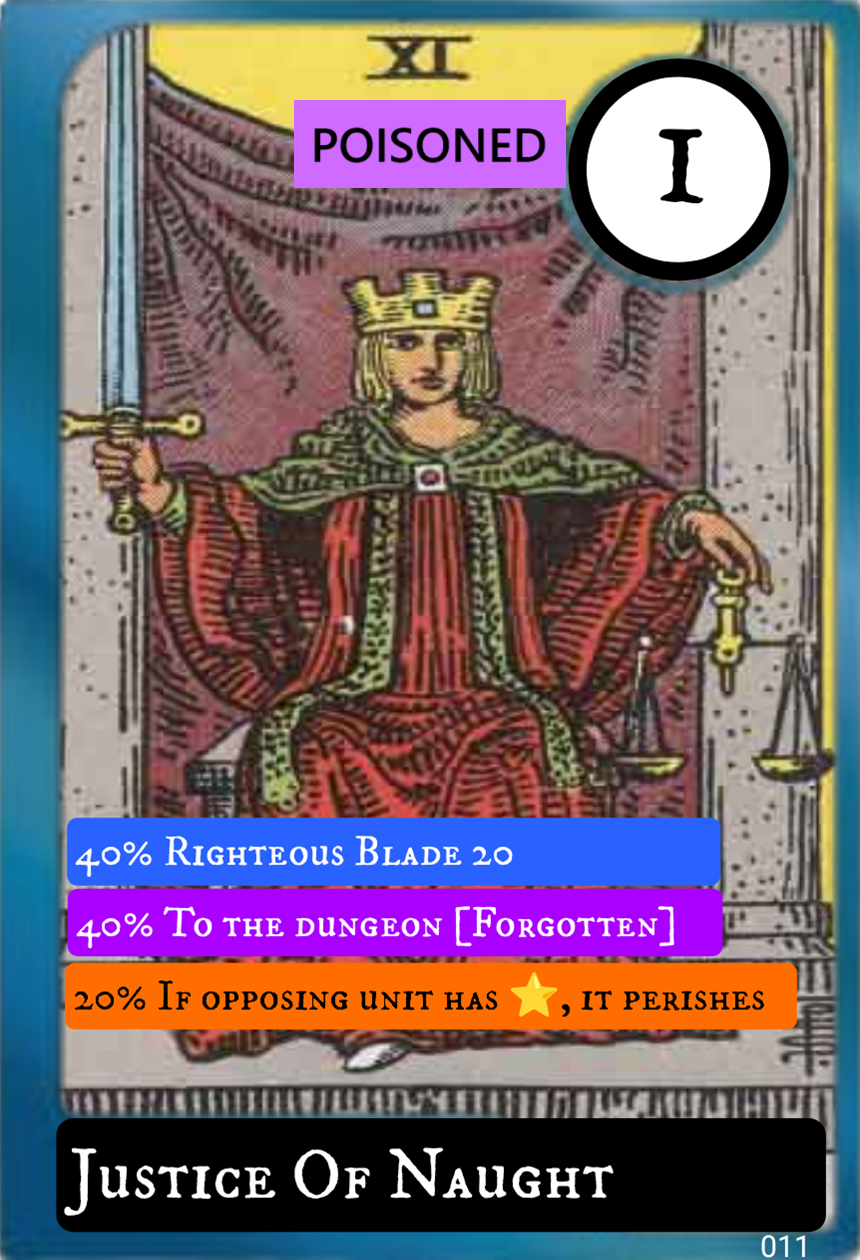 XI
POISONED
I
40% Righteous Blade 20
40% To the dungeon [Forgotten]
20% If opposing unit has ⭐, it perishes
Justice Of Naught
011